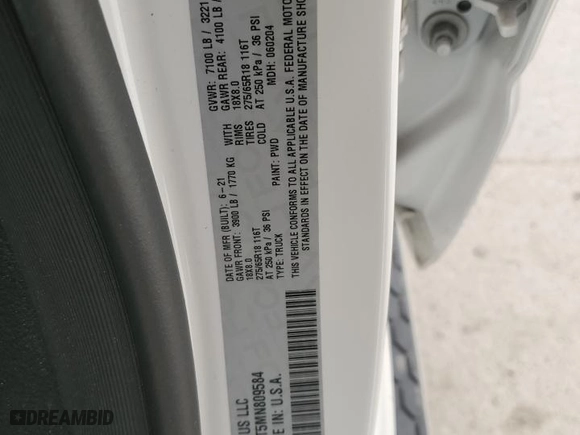 US LLC
T5MN809584
E IN: U.S.A.
DATE OF MFR (BUILT): 6-21
GAWR FRONT: 3900 LB / 1770 KG WITH
18X8.0 RIMS
275/65R18 116T TIRES
AT 250 kPa / 36 PSI COLD
TYPE: TRUCK PAINT: PWD
GVWR: 7100 LB / 3221
GAWR REAR: 4100 LB /
18X8.0
275/65R18 116T
AT 250 kPa / 36 PSI
MDH: 060204
THIS VEHICLE CONFORMS TO ALL APPLICABLE U.S.A. FEDERAL MOTOR
STANDARDS IN EFFECT ON THE DATE OF MANUFACTURE SHO
DREAMBID